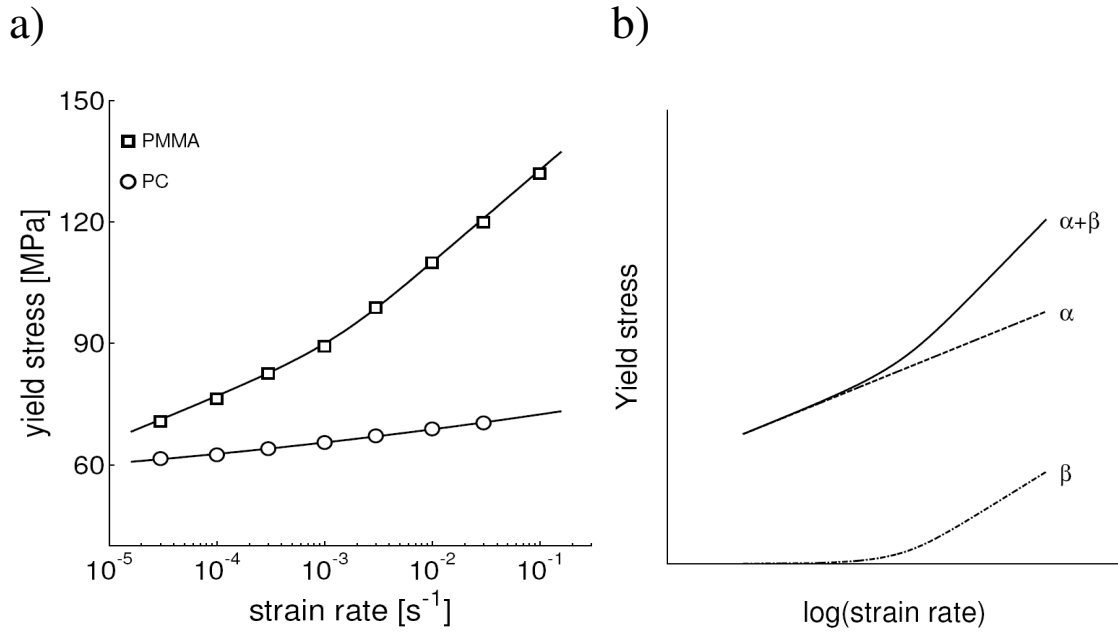 a)
yield stress [MPa]
150
120
90
60
PMMA
PC
10⁻⁵ 10⁻⁴ 10⁻³ 10⁻² 10⁻¹
strain rate [s⁻¹]
b)
Yield stress
α+β
α
β
log(strain rate)